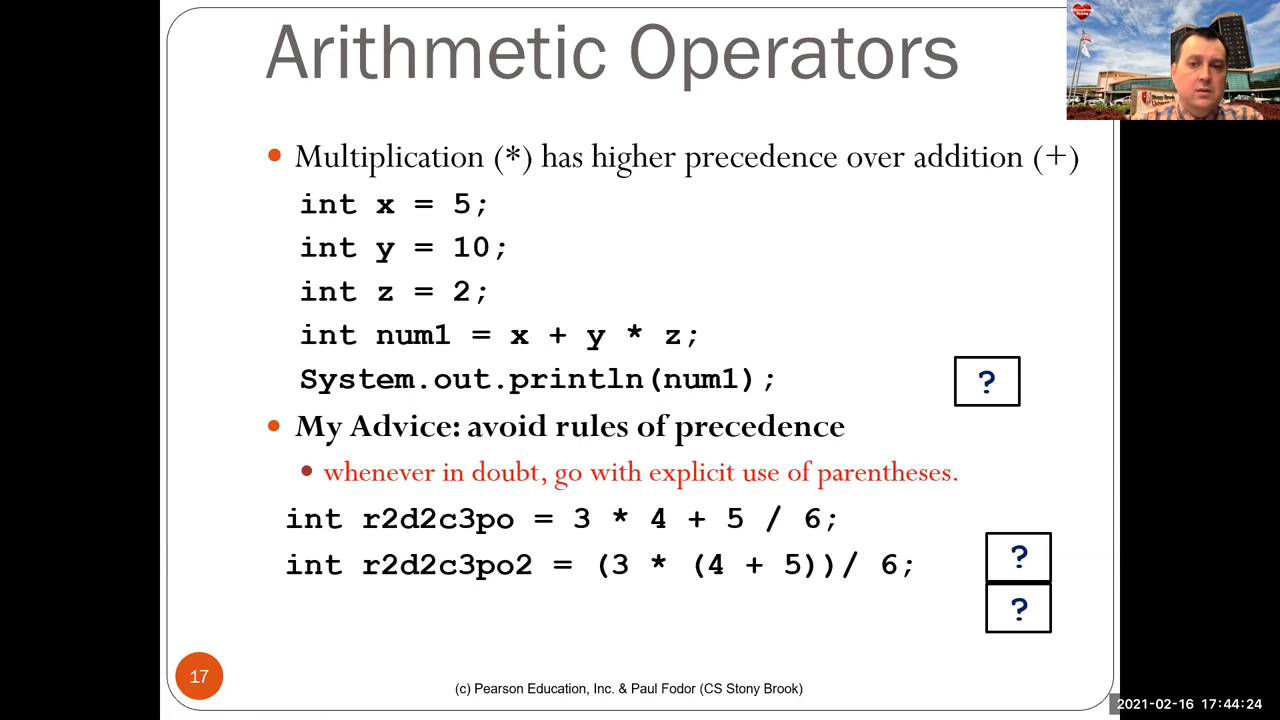 Arithmetic Operators
• Multiplication (*) has higher precedence over addition (+)
int x = 5;
int y = 10;
int z = 2;
int num1 = x + y * z;
System.out.println(num1);
?
• My Advice: avoid rules of precedence
• whenever in doubt, go with explicit use of parentheses.
int r2d2c3po = 3 * 4 + 5 / 6;
int r2d2c3po2 = (3 * (4 + 5))/ 6;
?
?
17
(c) Pearson Education, Inc. & Paul Fodor (CS Stony Brook)
2021-02-16 17:44:24